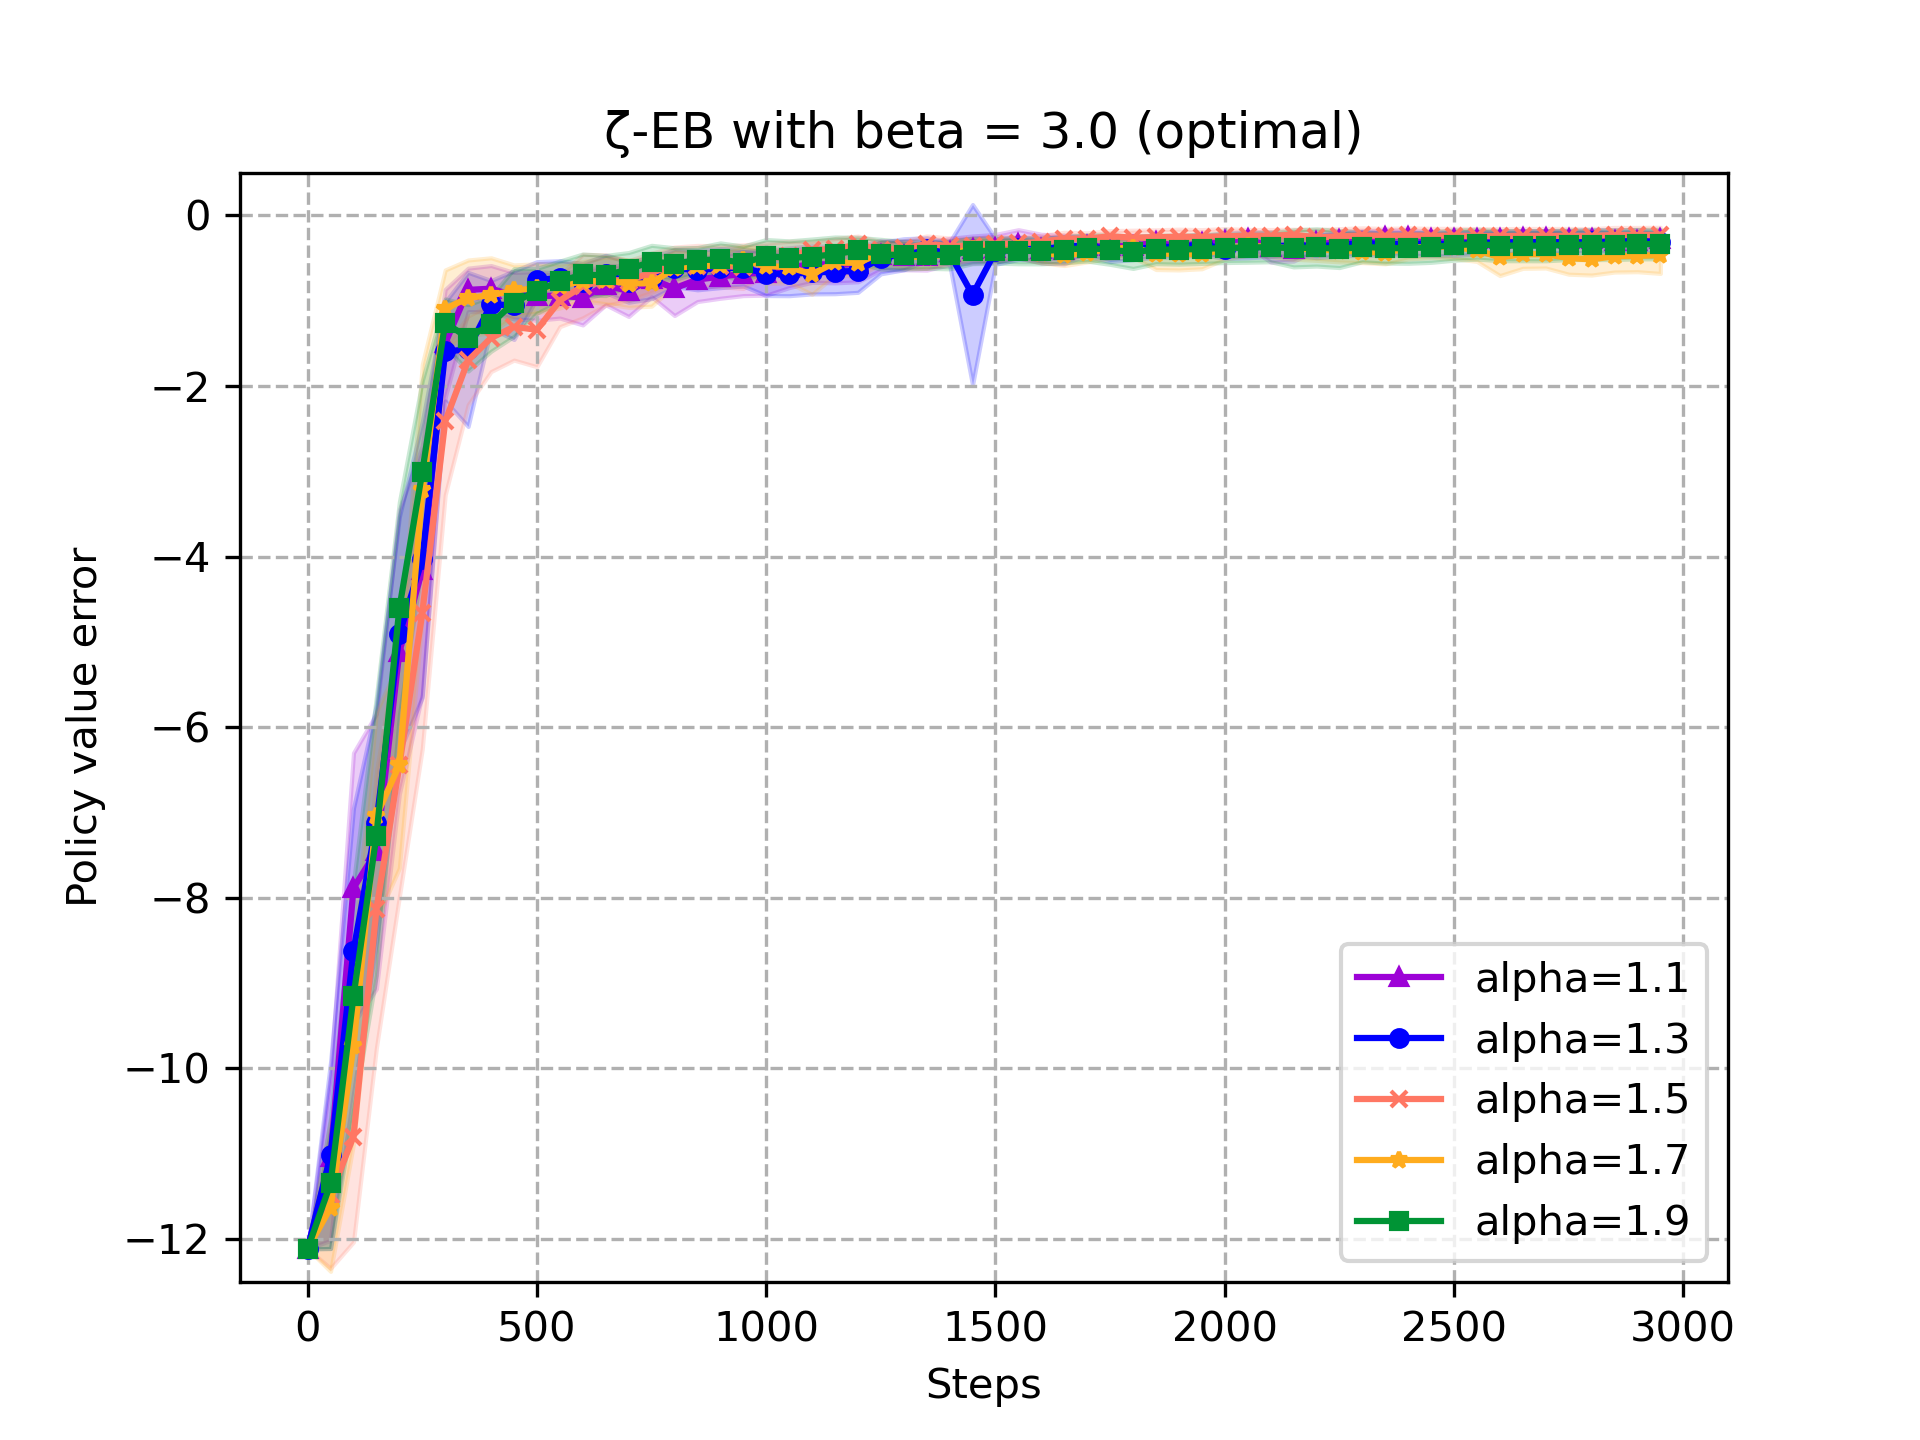 ζ-EB with beta = 3.0 (optimal)
0
−2
−4
−6
−8
−10
−12
Policy value error
0 500 1000 1500 2000 2500 3000
Steps
alpha=1.1
alpha=1.3
alpha=1.5
alpha=1.7
alpha=1.9